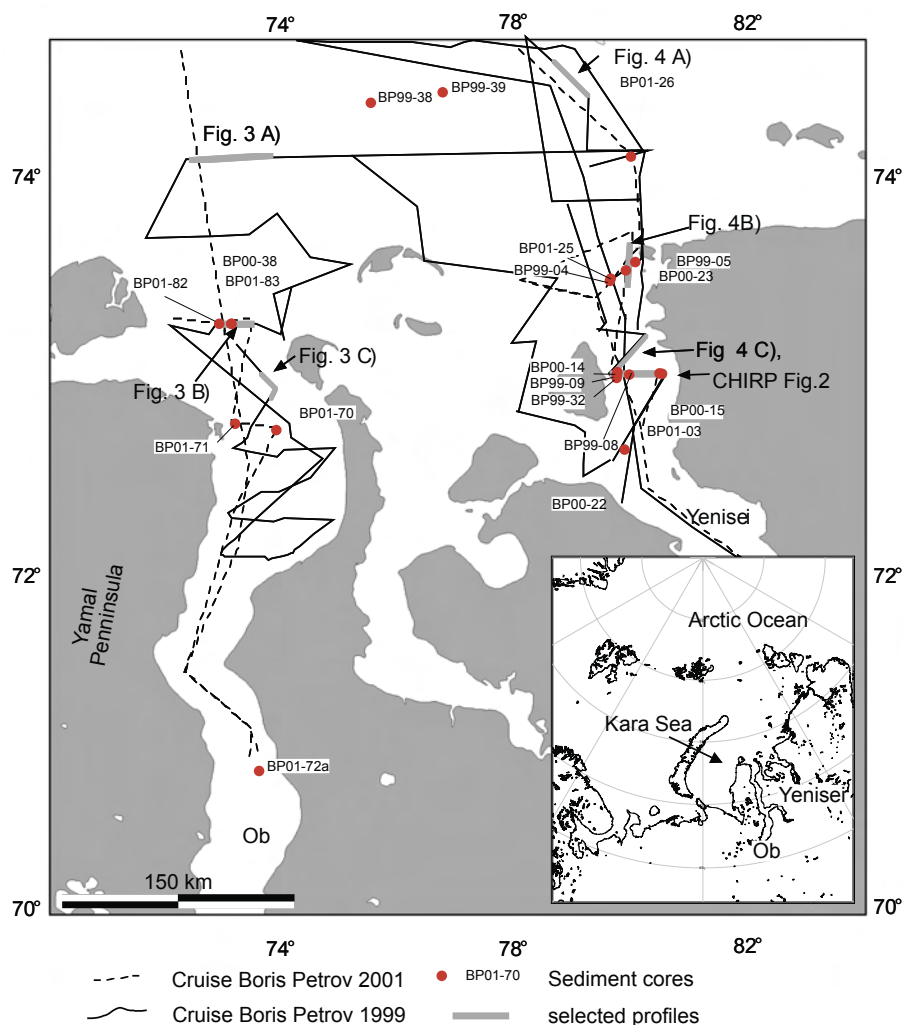 74° 78° 82°
Fig. 4 A)
BP01-26
BP99-39
BP99-38
Fig. 3 A)
74° 74°
Fig. 4B)
BP01-25
BP00-38
BP99-05
BP99-04
BP00-23
BP01-82
BP01-83
Fig. 3 C)
Fig 4 C),
BP00-14
CHIRP Fig.2
BP99-09
Fig. 3 B)
BP99-32
BP01-70
BP00-15
BP01-71
BP01-03
BP99-08
BP00-22
Yenisei
72° 72°
Yamal
Penninsula
Arctic Ocean
Kara Sea
BP01-72a
Yenisei
Ob
Ob
150 km
70° 70°
74° 78° 82°
Cruise Boris Petrov 2001
BP01-70
Sediment cores
Cruise Boris Petrov 1999
selected profiles